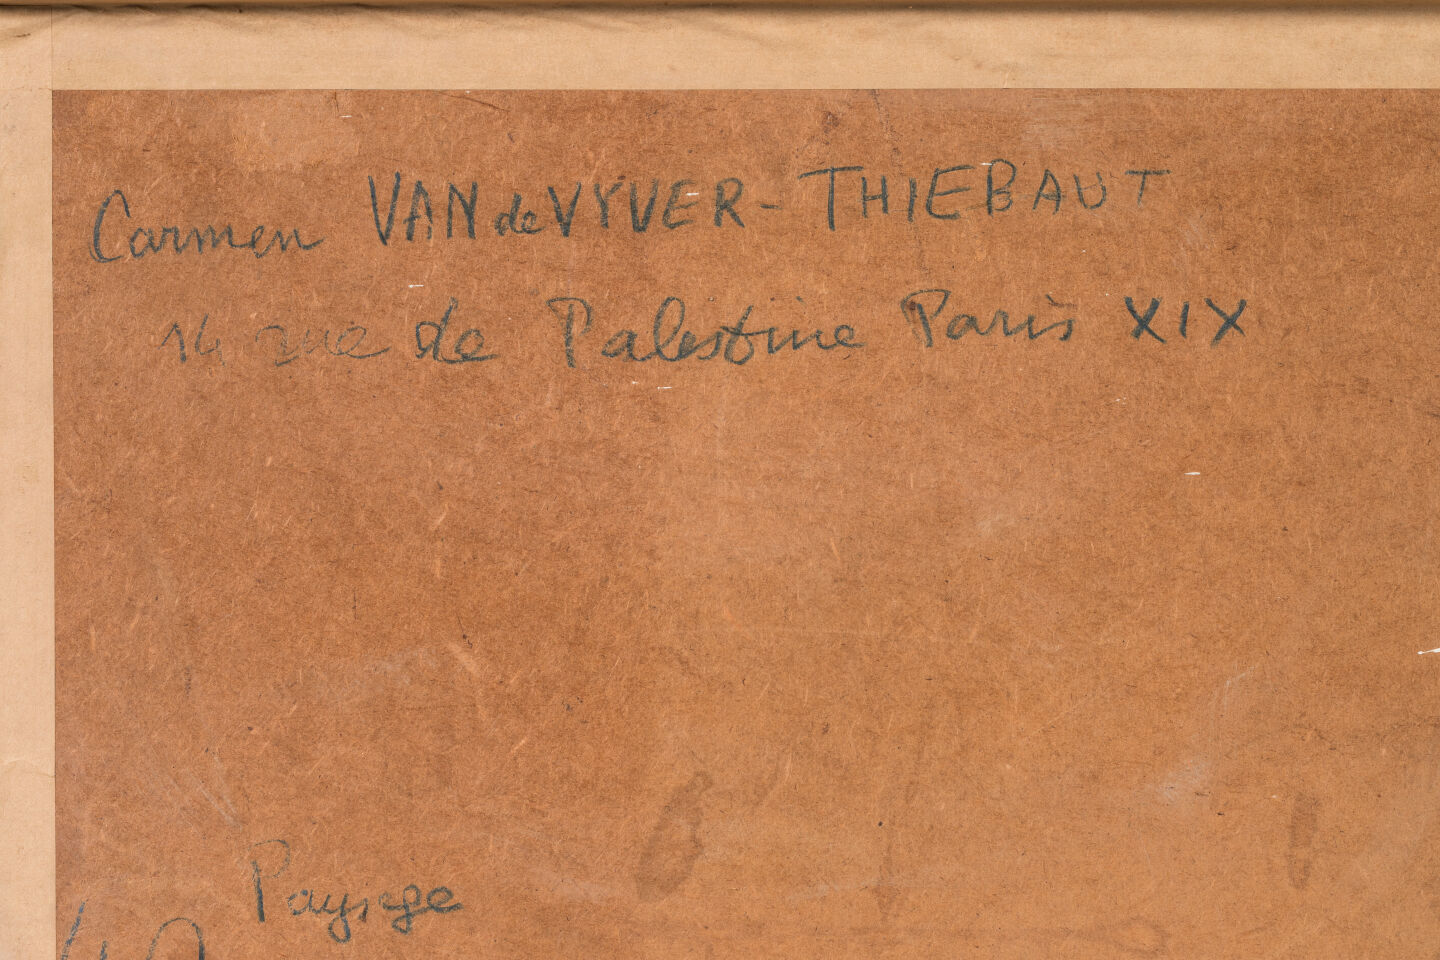 Carmen VAN de VYVER - THIEBAUT
14 rue de Palestine Paris XIX
Paysage